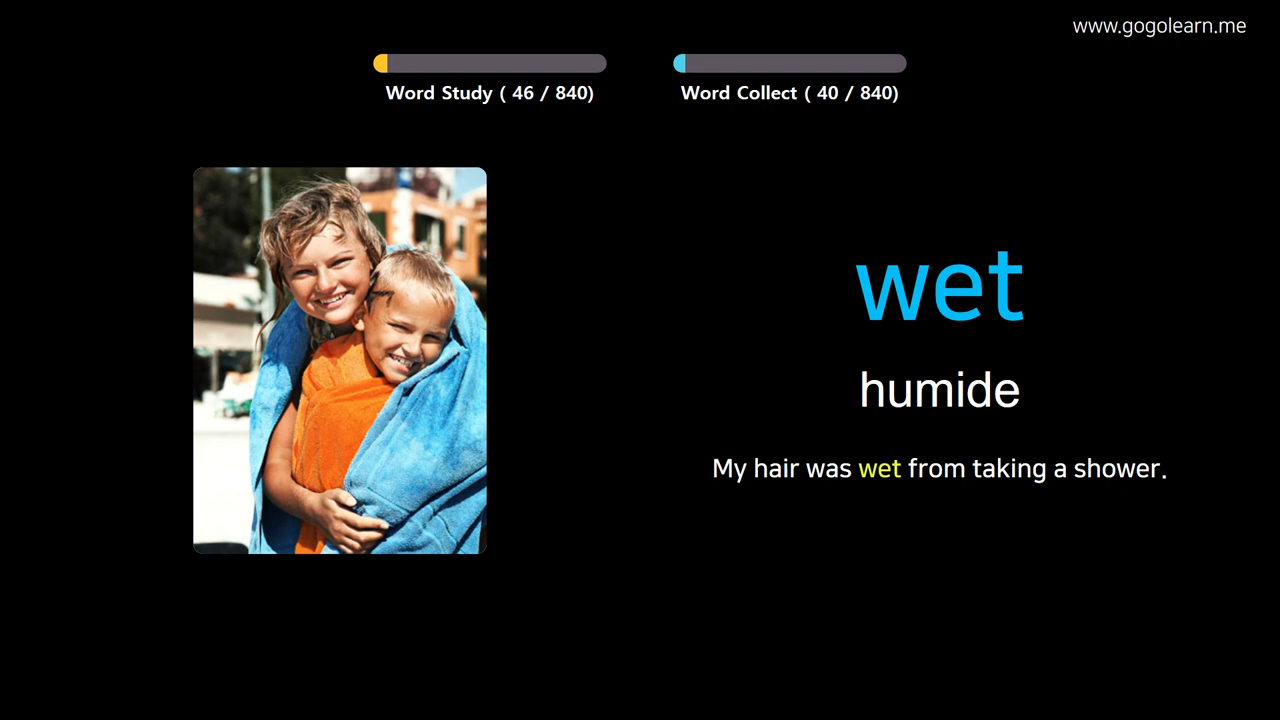 www.gogolearn.me
Word Study ( 46 / 840)
Word Collect ( 40 / 840)
wet
humide
My hair was wet from taking a shower.